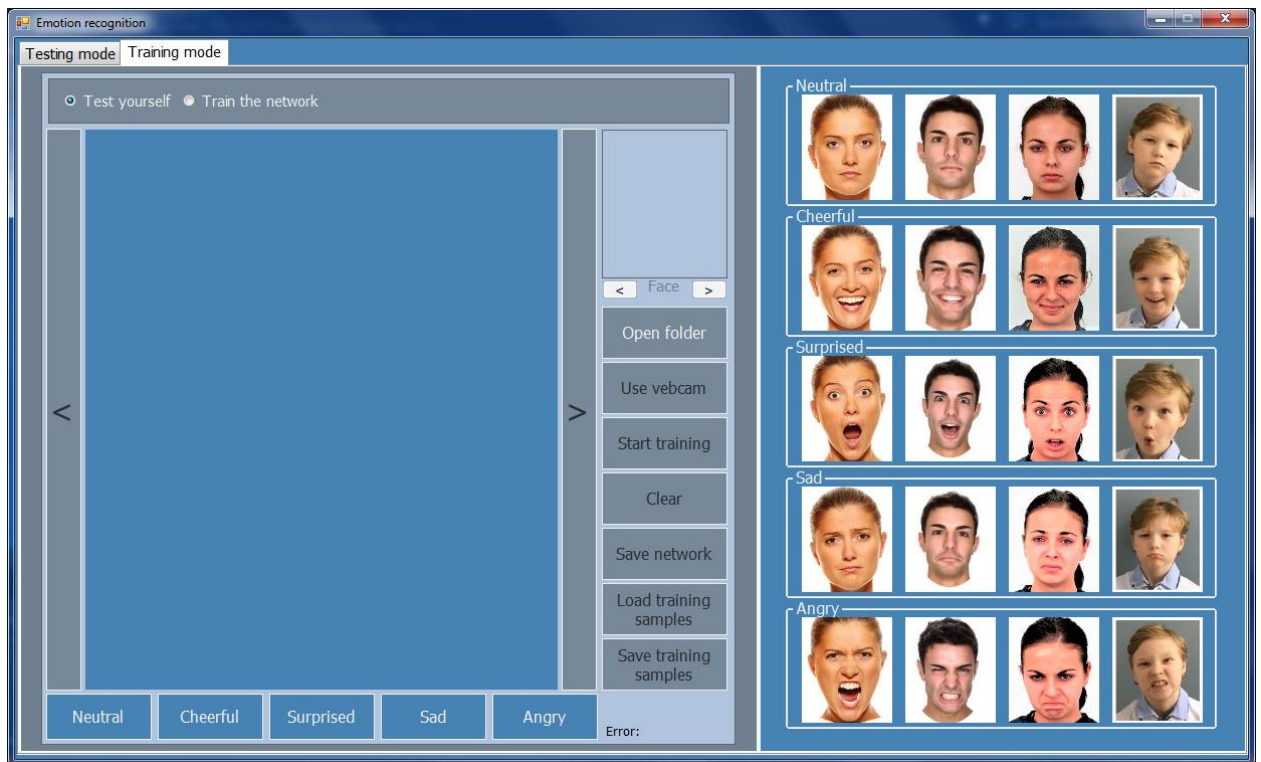 Emotion recognition
Testing mode Training mode
Test yourself Train the network
< Face >
Open folder
Use vebcam
Start training
Clear
Save network
Load training
samples
Save training
samples
< >
Neutral Cheerful Surprised Sad Angry
Error:
Neutral
Cheerful
Surprised
Sad
Angry